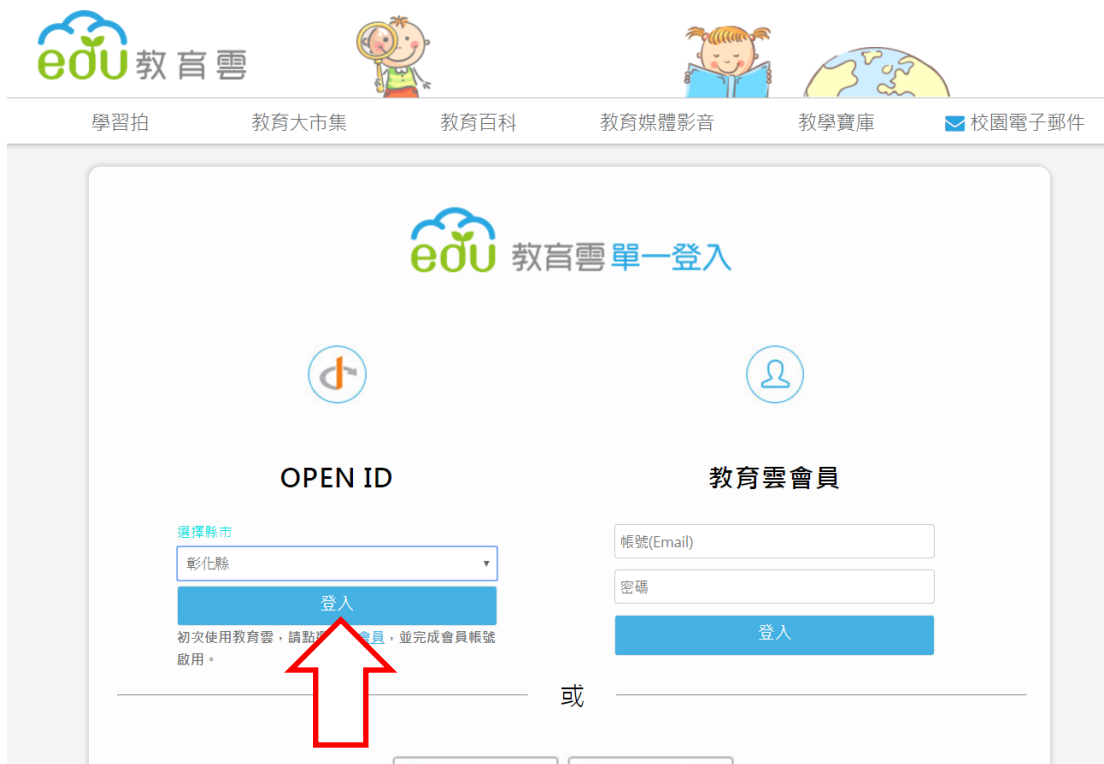 edu 教育雲
學習拍 教育大市集 教育百科 教育媒體影音 教學寶庫 校園電子郵件
edu 教育雲 單一登入
OPEN ID
選擇縣市
彰化縣
登入
初次使用教育雲，請點 會員，並完成會員帳號
啟用。
教育雲會員
帳號(Email)
密碼
登入
或